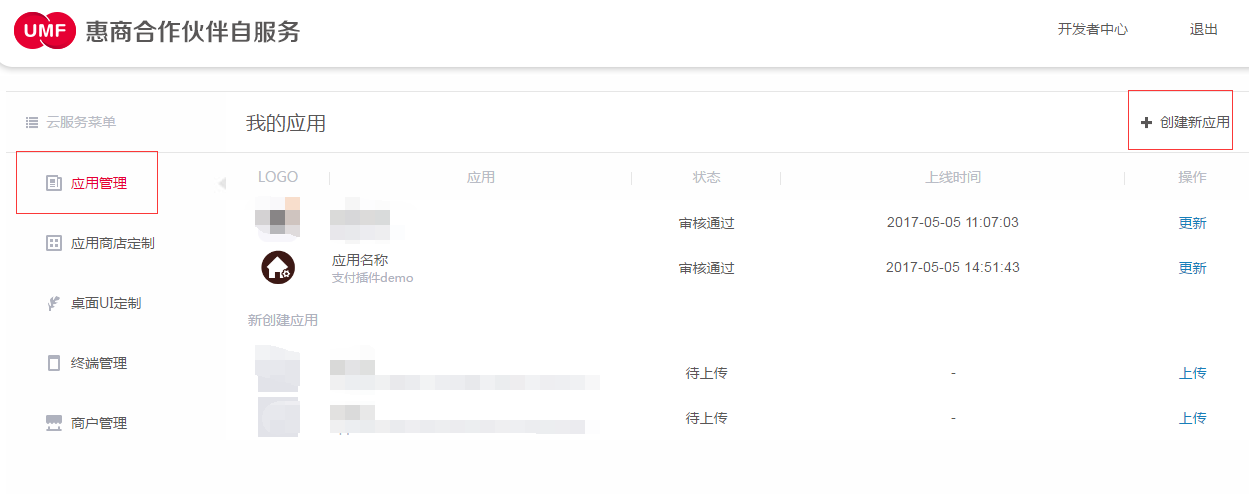 UMF 惠商合作伙伴自服务 开发者中心 退出
云服务菜单 我的应用 创建新应用
应用管理 LOGO 应用 状态 上线时间 操作
审核通过 2017-05-05 11:07:03 更新
应用商店定制 应用名称 审核通过 2017-05-05 14:51:43 更新
支付插件demo
桌面UI定制 新创建应用
终端管理 待上传 - 上传
商户管理 待上传 - 上传